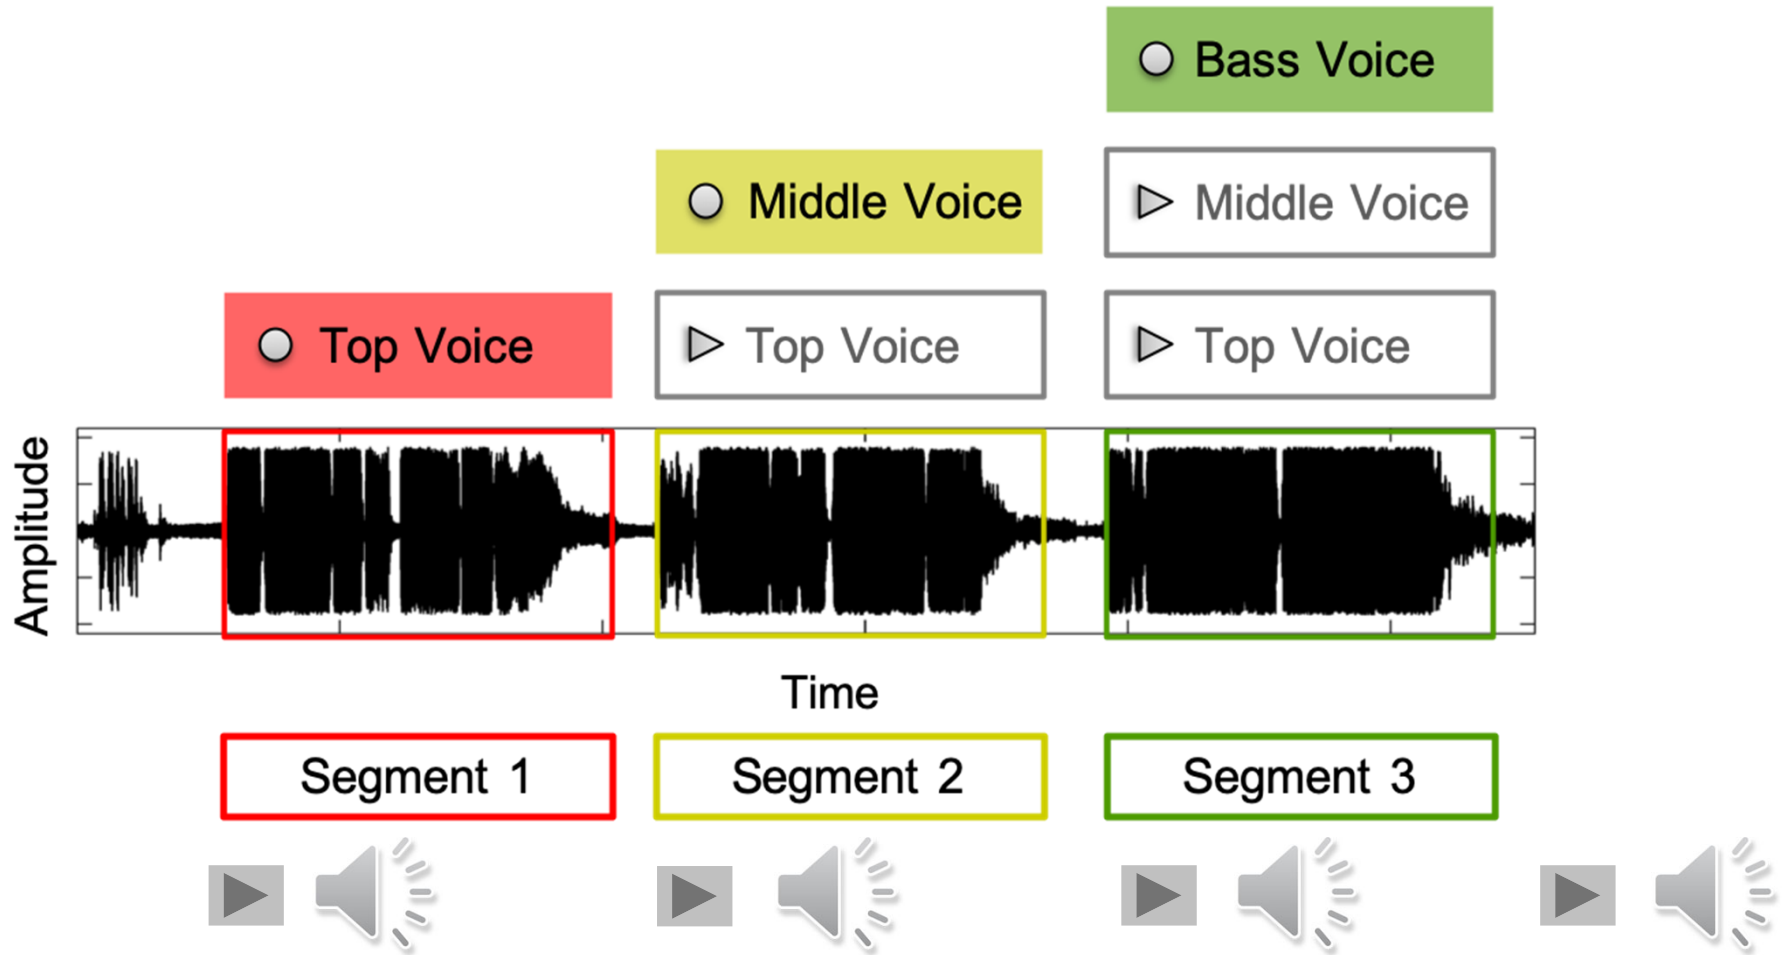 Bass Voice
Middle Voice
Middle Voice
Top Voice
Top Voice
Top Voice
Amplitude
Time
Segment 1
Segment 2
Segment 3